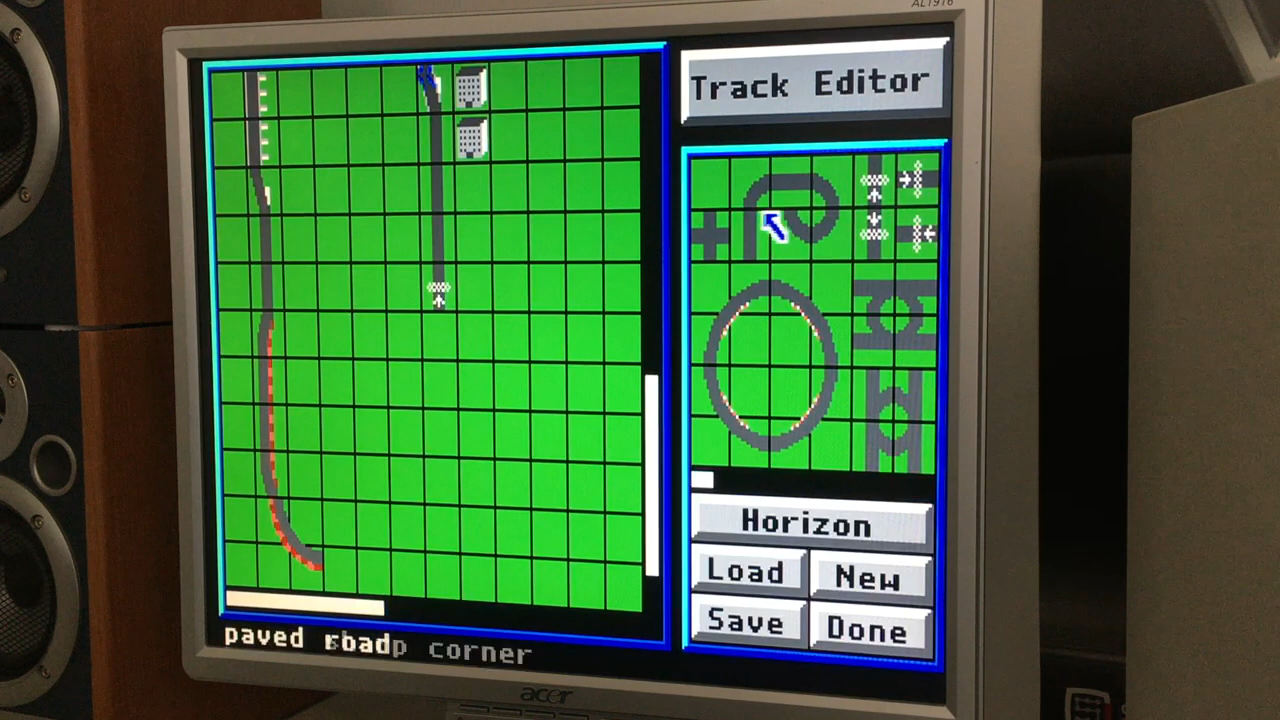 AL1916
Track Editor
Horizon
Load
New
Save
Done
paved
corner
acer